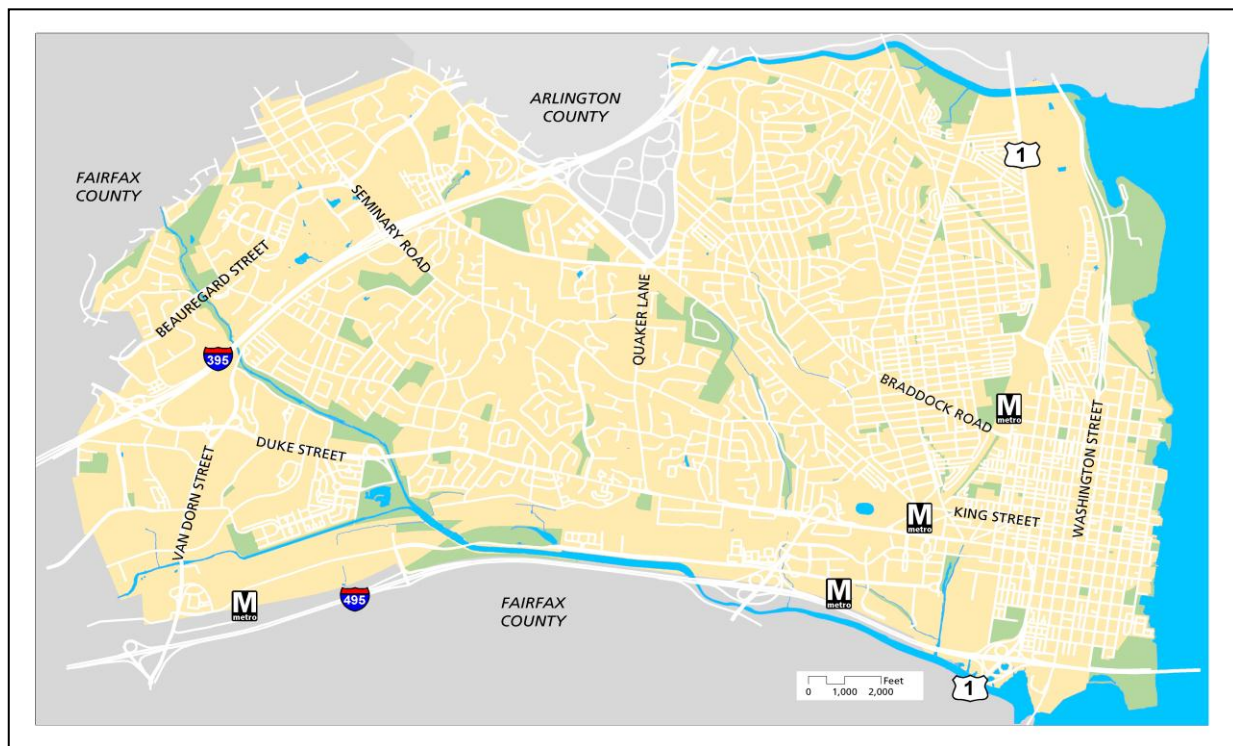 ARLINGTON
COUNTY
1
FAIRFAX
COUNTY
SEMINARY ROAD
BEAUREGARD STREET
QUAKER LANE
395
BRADDOCK ROAD
M
metro
WASHINGTON STREET
DUKE STREET
VAN DORN STREET
M
metro
KING STREET
M
metro
495
M
metro
FAIRFAX
COUNTY
Feet
0 1,000 2,000
1